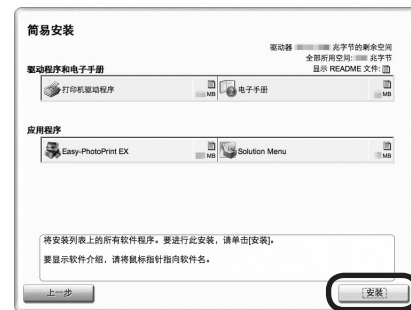 简易安装
驱动器 兆字节的剩余空间
全部所用空间: 兆字节
驱动程序和电子手册 显示 README 文件:
打印机驱动程序 MB 电子手册 MB
应用程序
Easy-PhotoPrint EX MB Solution Menu MB
将安装列表上的所有软件程序。要进行此安装，请单击[安装]。
要显示软件介绍，请将鼠标指针指向软件名。
上一步 安装